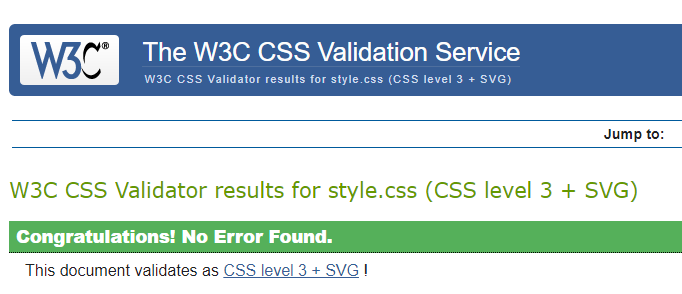 W3C®
The W3C CSS Validation Service
W3C CSS Validator results for style.css (CSS level 3 + SVG)
Jump to:
W3C CSS Validator results for style.css (CSS level 3 + SVG)
Congratulations! No Error Found.
This document validates as CSS level 3 + SVG !